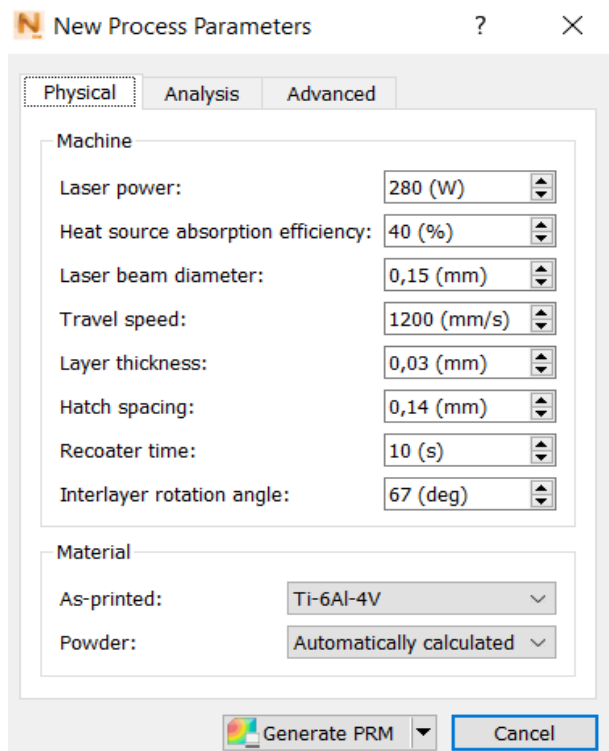 New Process Parameters ?
Physical Analysis Advanced
Machine
Laser power: 280 (W)
Heat source absorption efficiency: 40 (%)
Laser beam diameter: 0,15 (mm)
Travel speed: 1200 (mm/s)
Layer thickness: 0,03 (mm)
Hatch spacing: 0,14 (mm)
Recoater time: 10 (s)
Interlayer rotation angle: 67 (deg)
Material
As-printed: Ti-6Al-4V
Powder: Automatically calculated
Generate PRM Cancel